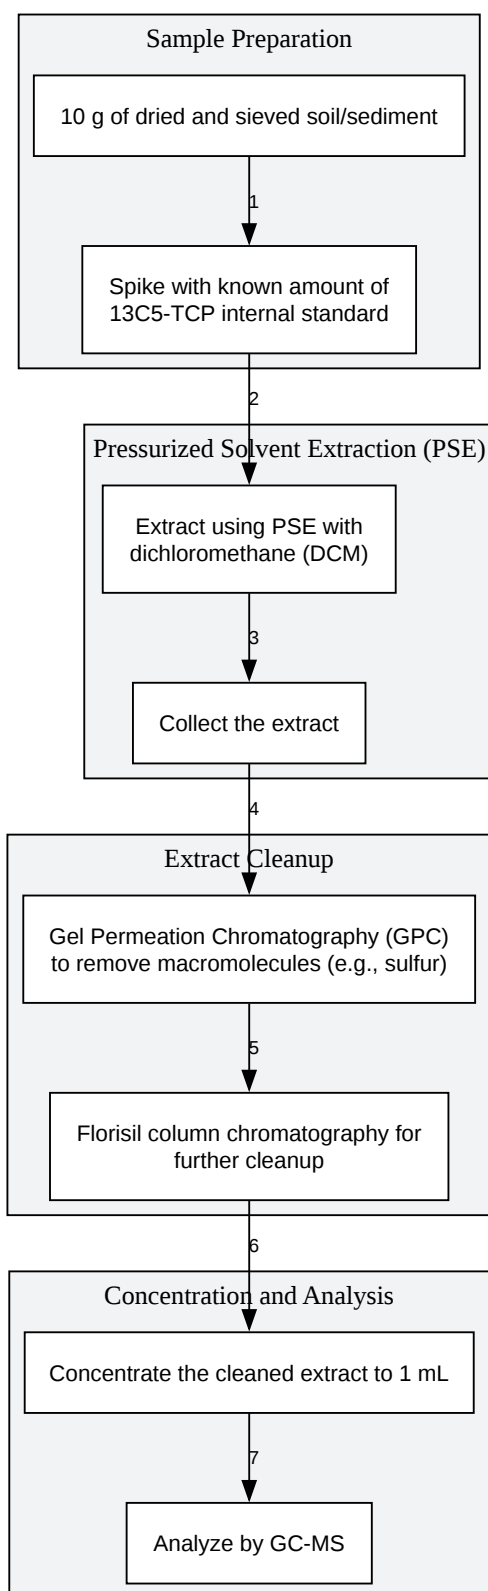 Sample Preparation
10 g of dried and sieved soil/sediment
1
Spike with known amount of
13C5-TCP internal standard
2
Pressurized Solvent Extraction (PSE)
Extract using PSE with
dichloromethane (DCM)
3
Collect the extract
4
Extract Cleanup
Gel Permeation Chromatography (GPC)
to remove macromolecules (e.g., sulfur)
5
Florisil column chromatography for
further cleanup
6
Concentration and Analysis
Concentrate the cleaned extract to 1 mL
7
Analyze by GC-MS